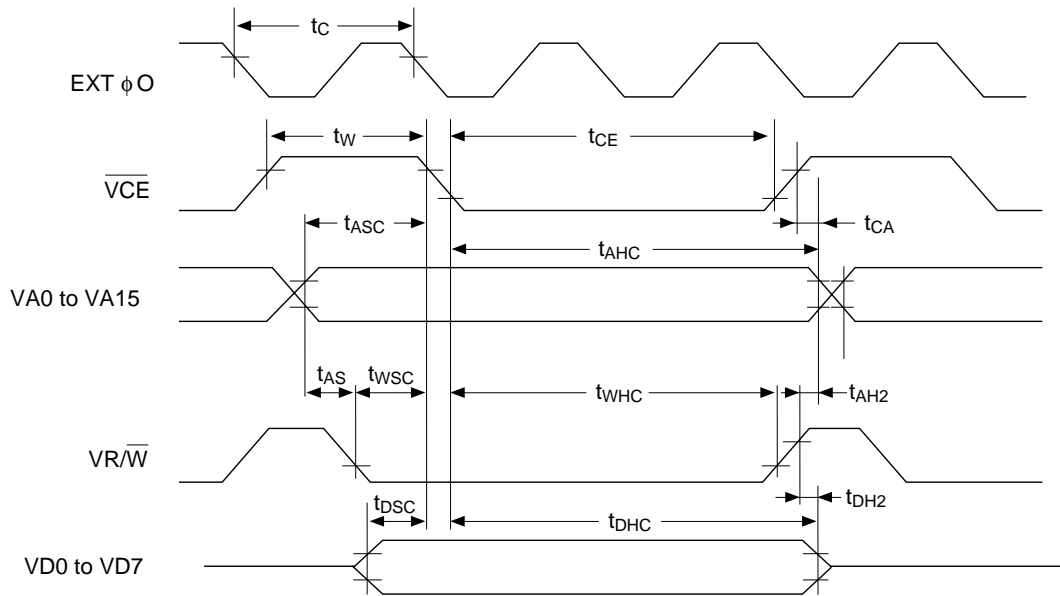 tC
EXT ϕO
tW
tCE
V̅C̅E̅
tASC
tCA
tAHC
VA0 to VA15
tAS
tWSC
tWHC
tAH2
VR/W̅
tDSC
tDHC
tDH2
VD0 to VD7